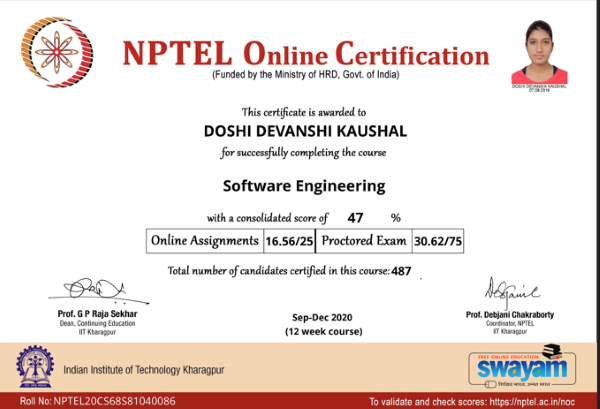 NPTEL Online Certification
(Funded by the Ministry of HRD, Govt. of India)
DOSHI DEVANSHI KAUSHAL
07.09.2019
This certificate is awarded to
DOSHI DEVANSHI KAUSHAL
for successfully completing the course
Software Engineering
with a consolidated score of 47 %
Online Assignments 16.56/25 Proctored Exam 30.62/75
Total number of candidates certified in this course: 487
Prof. G P Raja Sekhar
Dean, Continuing Education
IIT Kharagpur
Sep-Dec 2020
(12 week course)
Prof. Debjani Chakraborty
Coordinator, NPTEL
IIT Kharagpur
Indian Institute of Technology Kharagpur
FREE ONLINE EDUCATION
swayam
शिक्षित भारत, उन्नत भारत
Roll No: NPTEL20CS68S81040086
To validate and check scores: https://nptel.ac.in/noc